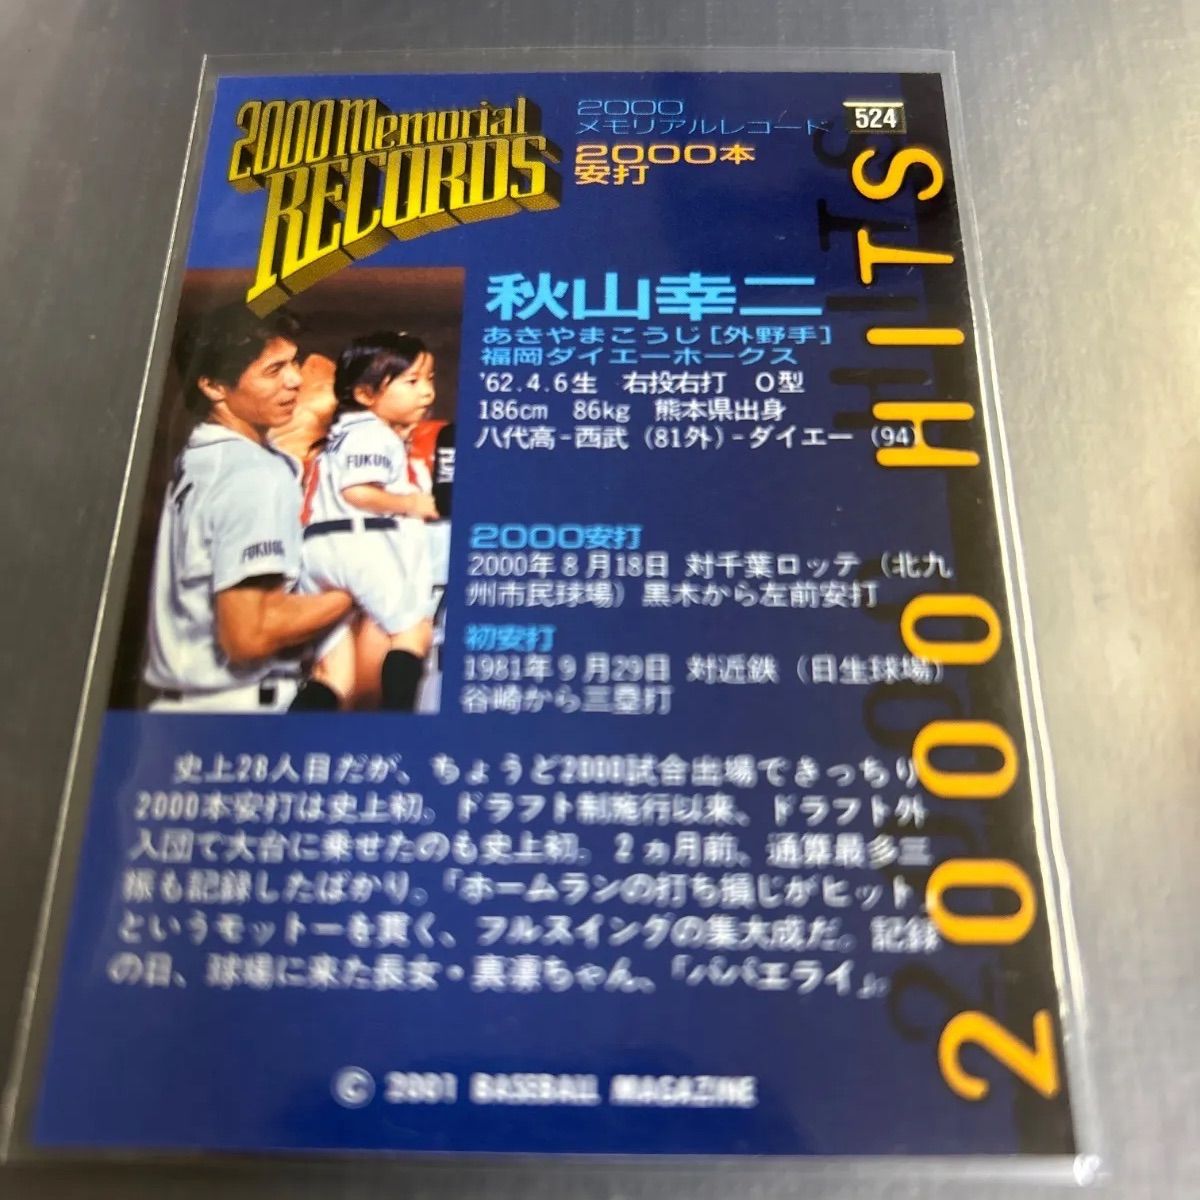 2000 memorial
RECORDS
2000
メモリアルレコード
2000本
安打
524
秋山幸二
あきやまこうじ［外野手］
福岡ダイエーホークス
'62.4.6生　右投右打　O型
186cm　86kg　熊本県出身
八代高－西武（81外）－ダイエー（94）
FUKUO
FUKUO
2000安打
2000年8月18日 対千葉ロッテ（北九
州市民球場）黒木から左前安打
初安打
1981年9月29日 対近鉄（日生球場）
谷崎から三塁打
史上28人目だが、ちょうど2000試合出場できっちり
2000本安打は史上初。ドラフト制施行以来、ドラフト外
入団で大台に乗せたのも史上初。2ヵ月前、通算最多三
振も記録したばかり。「ホームランの打ち損じがヒット」
というモットーを貫く、フルスイングの集大成だ。記録
の日、球場に来た長女・真凜ちゃん、「パパエライ」。
© 2001 BASEBALL MAGAZINE
2000 HITS